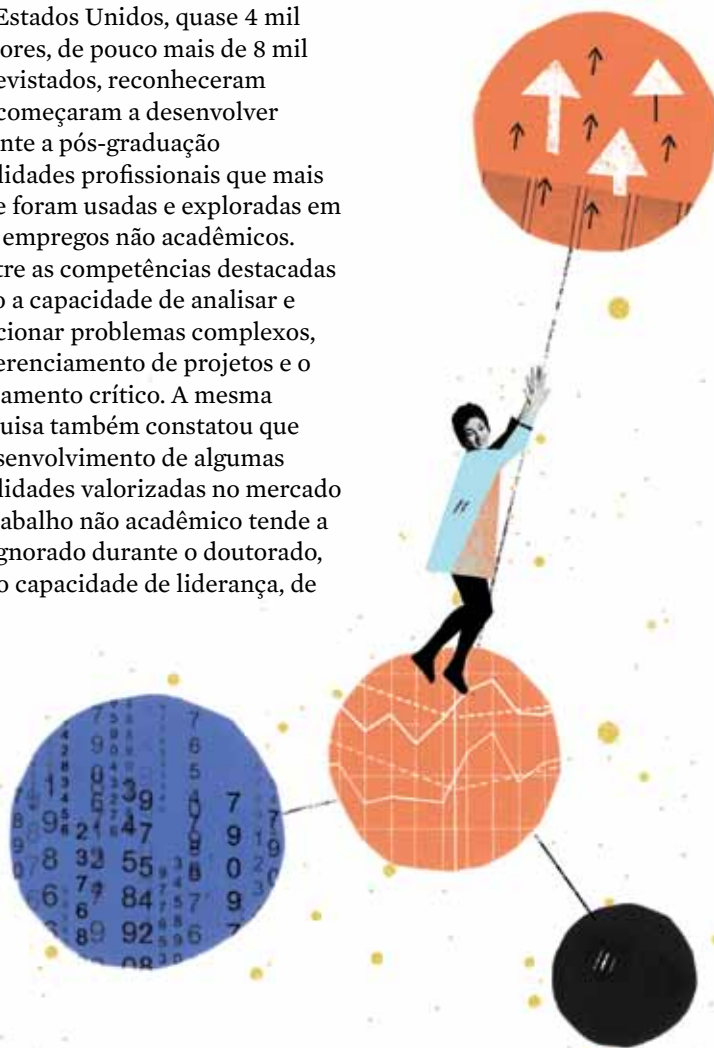 Estados Unidos, quase 4 mil
ores, de pouco mais de 8 mil
evistados, reconheceram
começaram a desenvolver
nte a pós-graduação
lidades profissionais que mais
e foram usadas e exploradas em
empregos não acadêmicos.
tre as competências destacadas
o a capacidade de analisar e
cionar problemas complexos,
erenciamento de projetos e o
amento crítico. A mesma
uisa também constatou que
senvolvimento de algumas
lidades valorizadas no mercado
abalho não acadêmico tende a
gnorado durante o doutorado,
o capacidade de liderança, de